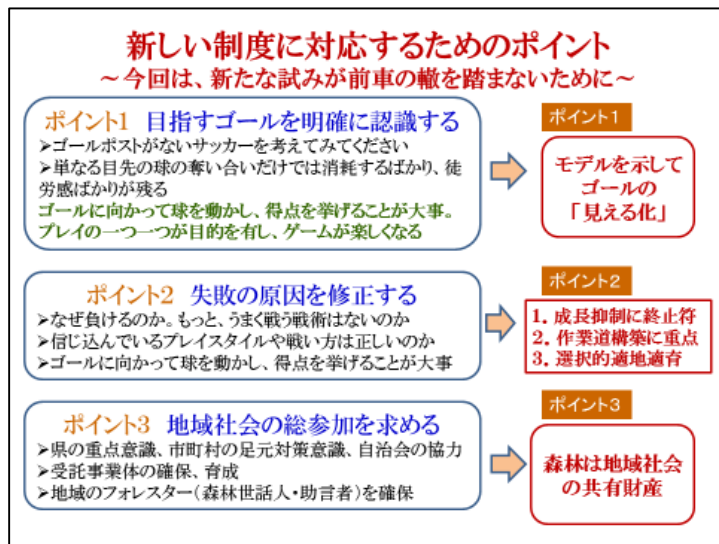 新しい制度に対応するためのポイント
～今回は、新たな試みが前車の轍を踏まないために～
ポイント1 目指すゴールを明確に認識する
➢ゴールポストがないサッカーを考えてみてください
➢単なる目先の球の奪い合いだけでは消耗するばかり、徒
労感ばかりが残る
ゴールに向かって球を動かし、得点を挙げることが大事。
プレイの一つ一つが目的を有し、ゲームが楽しくなる
ポイント1
モデルを示して
ゴールの
「見える化」
ポイント2 失敗の原因を修正する
➢なぜ負けるのか。もっと、うまく戦う戦術はないのか
➢信じ込んでいるプレイスタイルや戦い方は正しいのか
➢ゴールに向かって球を動かし、得点を挙げることが大事
ポイント2
1. 成長抑制に終止符
2. 作業道構築に重点
3. 選択的適地適育
ポイント3 地域社会の総参加を求める
➢県の重点意識、市町村の足元対策意識、自治会の協力
➢受託事業体の確保、育成
➢地域のフォレスター(森林世話人・助言者)を確保
ポイント3
森林は地域社会
の共有財産